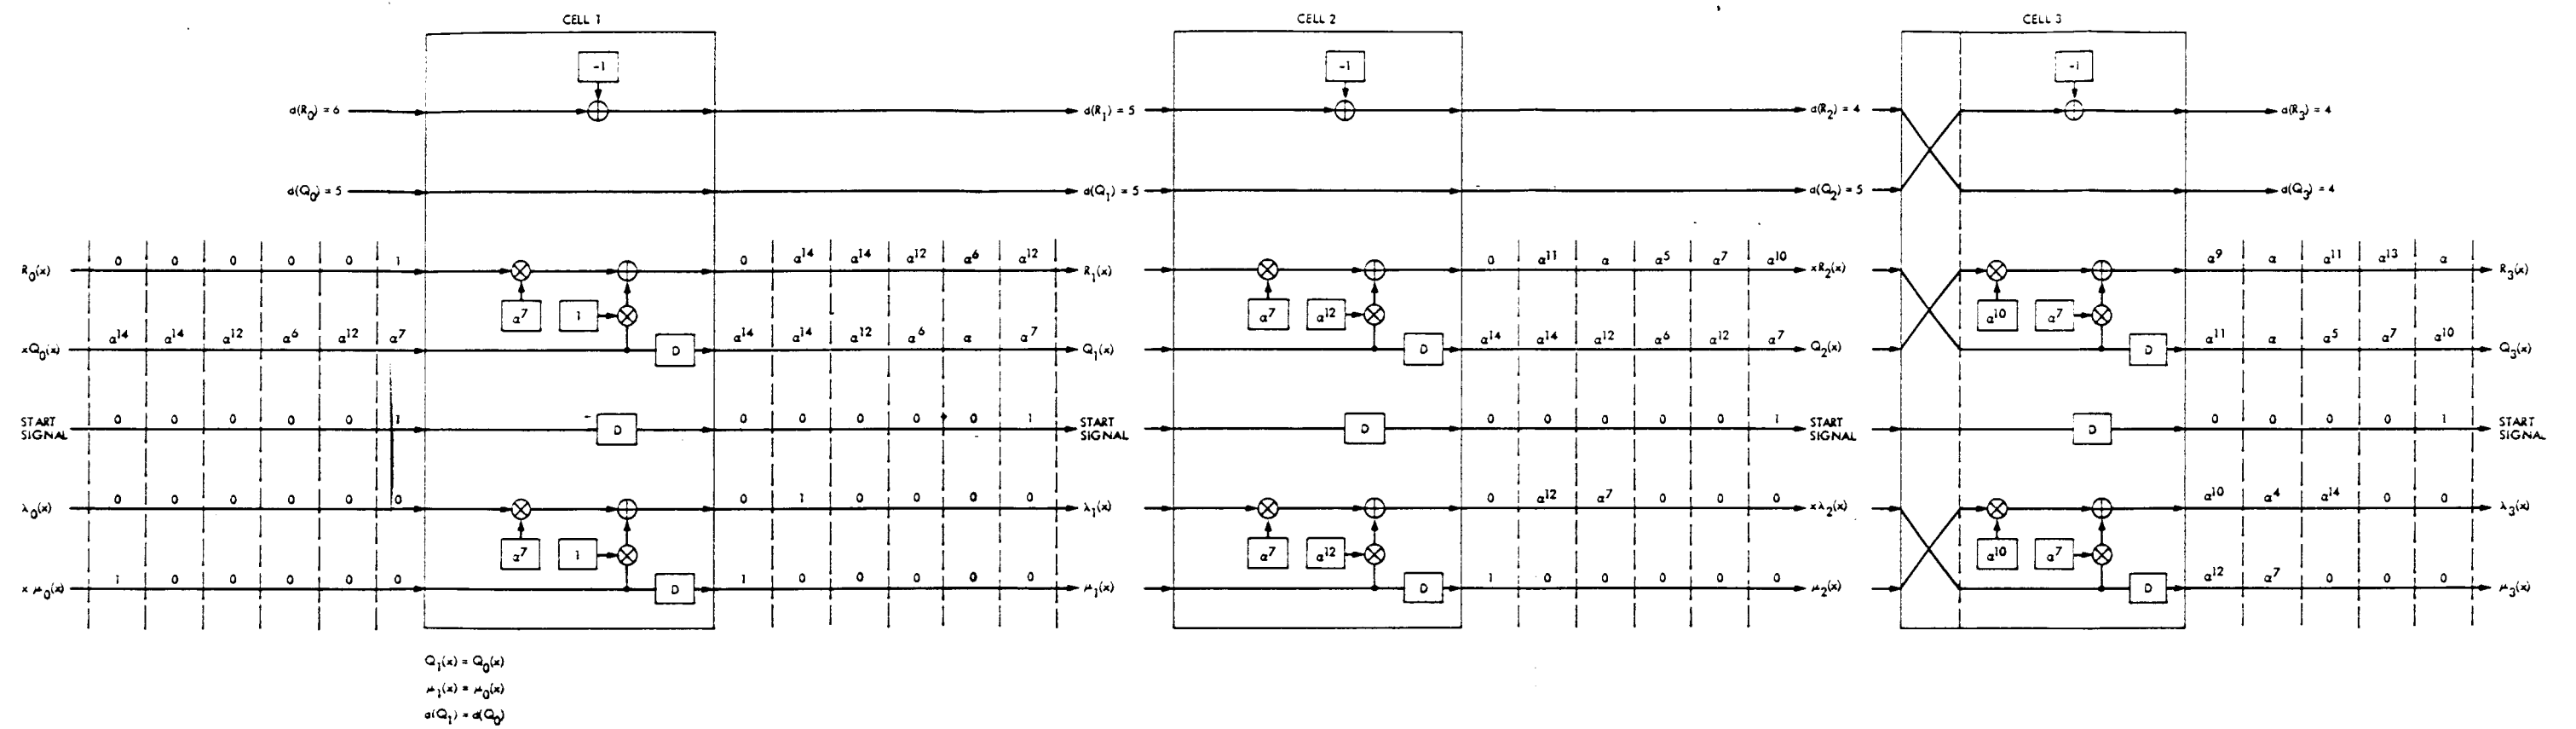 CELL 1 CELL 2 CELL 3
-1 -1 -1
d(R₀) = 6 d(R₁) = 5 d(R₂) = 4 d(R₃) = 4
d(Q₀) = 5 d(Q₁) = 5 d(Q₂) = 5 d(Q₃) = 4
R₀(x) 0 0 0 0 0 1 0 α¹⁴ α¹⁴ α¹² α⁶ α¹² R₁(x) 0 α¹¹ α α⁵ α⁷ α¹⁰ xR₂(x) α⁹ α α¹¹ α¹³ α R₃(x)
α⁷ 1 α⁷ α¹² α¹⁰ α⁷
xQ₀(x) α¹⁴ α¹⁴ α¹² α⁶ α¹² α⁷ D α¹⁴ α¹⁴ α¹² α⁶ α α⁷ Q₁(x) D α¹⁴ α¹⁴ α¹² α⁶ α¹² α⁷ Q₂(x) D α¹¹ α α⁵ α⁷ α¹⁰ Q₃(x)
START 0 0 0 0 0 1 D 0 0 0 0 0 1 START D 0 0 0 0 0 1 START D 0 0 0 0 1 START
SIGNAL SIGNAL SIGNAL SIGNAL
λ₀(x) 0 0 0 0 0 0 0 1 0 0 0 0 λ₁(x) 0 α¹² α⁷ 0 0 0 xλ₂(x) α¹⁰ α⁴ α¹⁴ 0 0 λ₃(x)
α⁷ 1 α⁷ α¹² α¹⁰ α⁷
x μ₀(x) 1 0 0 0 0 0 D 1 0 0 0 0 0 μ₁(x) D 1 0 0 0 0 0 μ₂(x) D α¹² α⁷ 0 0 0 μ₃(x)
Q₁(x) = Q₀(x)
μ₁(x) = μ₀(x)
d(Q₁) = d(Q₀)